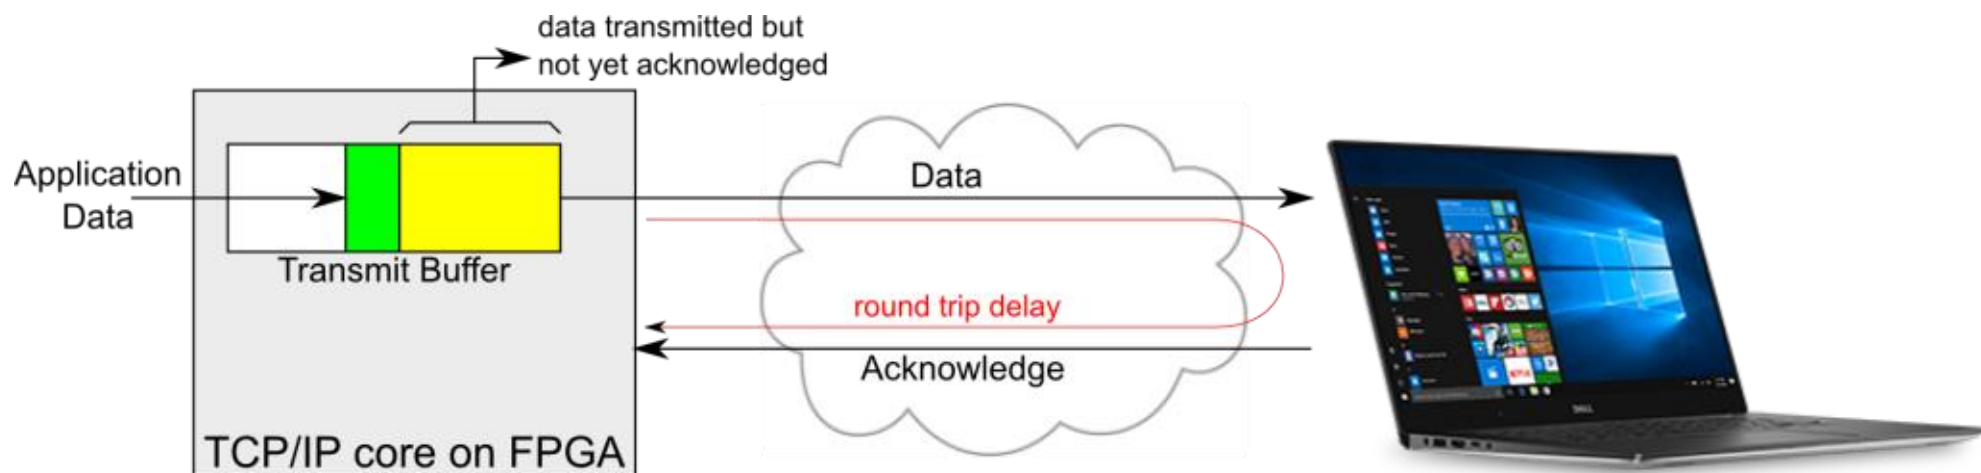 data transmitted but
not yet acknowledged
Application
Data
Transmit Buffer
Data
round trip delay
Acknowledge
TCP/IP core on FPGA
DELL